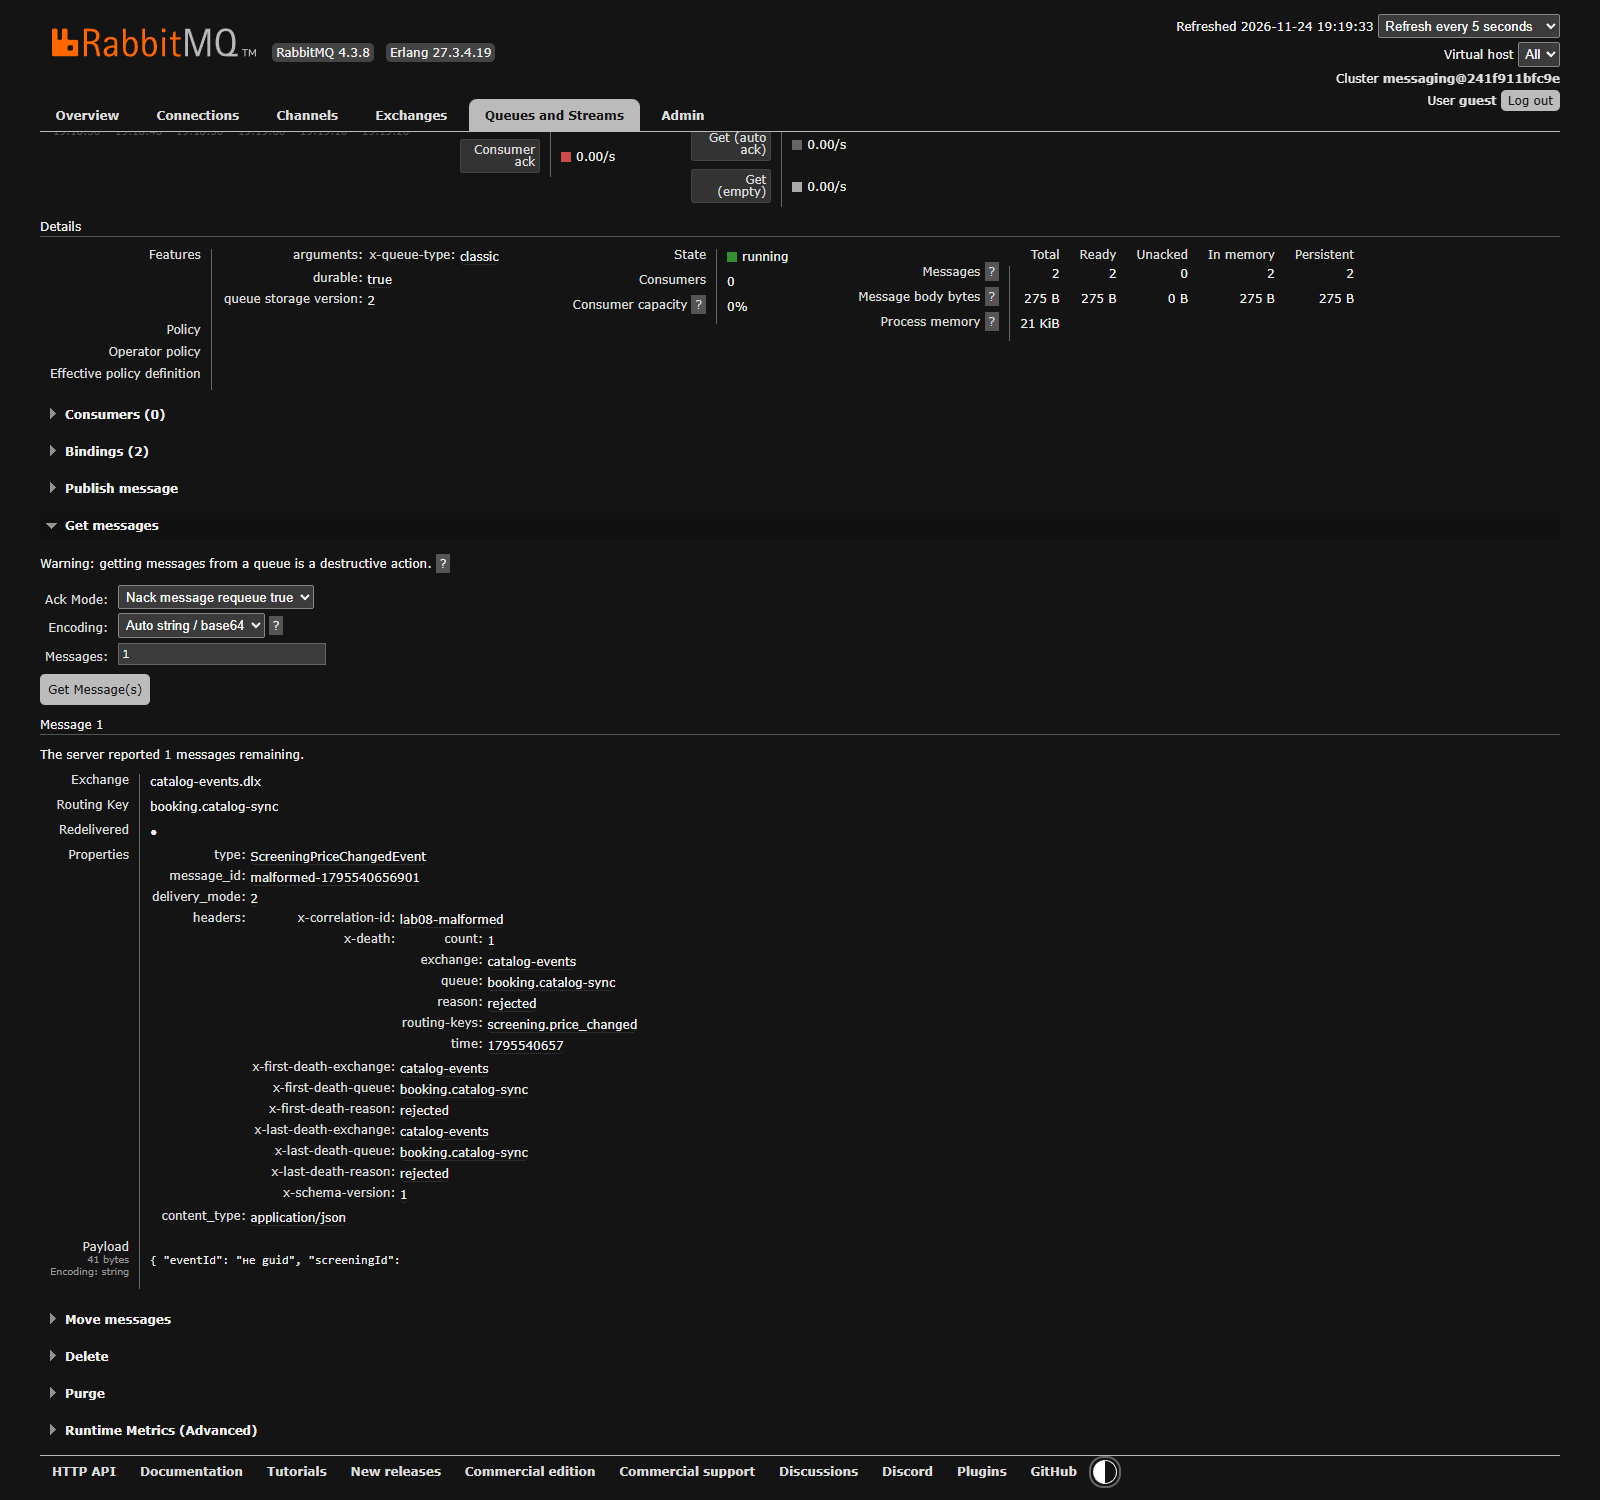 RabbitMQ TM RabbitMQ 4.3.8 Erlang 27.3.4.19
Refreshed 2026-11-24 19:19:33 Refresh every 5 seconds
Virtual host All
Cluster messaging@241f911bfc9e
User guest Log out
Overview Connections Channels Exchanges Queues and Streams Admin
Consumer ack 0.00/s
Get (auto ack) 0.00/s
Get (empty) 0.00/s
Details
Features arguments: x-queue-type: classic
durable: true
queue storage version: 2
Policy
Operator policy
Effective policy definition
State running
Consumers 0
Consumer capacity ? 0%
Total Ready Unacked In memory Persistent
Messages ? 2 2 0 2 2
Message body bytes ? 275 B 275 B 0 B 275 B 275 B
Process memory ? 21 KiB
Consumers (0)
Bindings (2)
Publish message
Get messages
Warning: getting messages from a queue is a destructive action. ?
Ack Mode: Nack message requeue true
Encoding: Auto string / base64 ?
Messages: 1
Get Message(s)
Message 1
The server reported 1 messages remaining.
Exchange catalog-events.dlx
Routing Key booking.catalog-sync
Redelivered ●
Properties type: ScreeningPriceChangedEvent
message_id: malformed-1795540656901
delivery_mode: 2
headers: x-correlation-id: lab08-malformed
x-death: count: 1
exchange: catalog-events
queue: booking.catalog-sync
reason: rejected
routing-keys: screening.price_changed
time: 1795540657
x-first-death-exchange: catalog-events
x-first-death-queue: booking.catalog-sync
x-first-death-reason: rejected
x-last-death-exchange: catalog-events
x-last-death-queue: booking.catalog-sync
x-last-death-reason: rejected
x-schema-version: 1
content_type: application/json
Payload
41 bytes
Encoding: string
{ "eventId": "не guid", "screeningId":
Move messages
Delete
Purge
Runtime Metrics (Advanced)
HTTP API Documentation Tutorials New releases Commercial edition Commercial support Discussions Discord Plugins GitHub